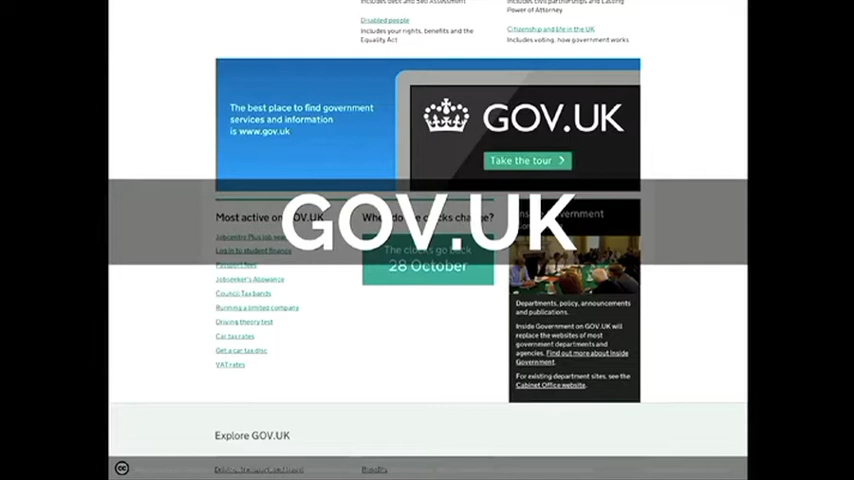 includes debt and Self Assessment
Disabled people
includes your rights, benefits and the
Equality Act
includes civil partnerships and Lasting
Power of Attorney
Citizenship and life in the UK
includes voting, how government works
The best place to find government
services and information
is www.gov.uk
GOV.UK
Take the tour
GOV.UK
Most active on GOV.UK
Jobcentre Plus job
Log in to student finance
Passport fees
Jobseeker's Allowance
Council Tax bands
Running a limited company
Driving theory test
Car tax rates
Get a car tax disc
VAT rates
When do the clocks change?
The clocks go back
28 October
Inside Government
Departments, policy, announcements
and publications.
Inside Government on GOV.UK will
replace the websites of most
government departments and
agencies. Find out more about Inside
Government.
For existing department sites, see the
Cabinet Office website.
Explore GOV.UK
Driving, transport and travel
Benefits
cc